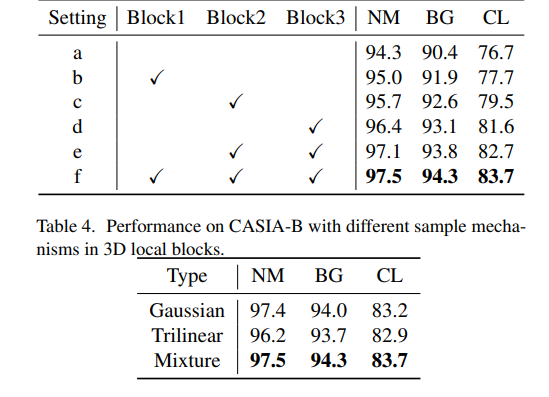 Setting Block1 Block2 Block3 NM BG CL
a 94.3 90.4 76.7
b ✓ 95.0 91.9 77.7
c ✓ 95.7 92.6 79.5
d ✓ 96.4 93.1 81.6
e ✓ ✓ 97.1 93.8 82.7
f ✓ ✓ ✓ 97.5 94.3 83.7
Table 4. Performance on CASIA-B with different sample mecha-
nisms in 3D local blocks.
Type NM BG CL
Gaussian 97.4 94.0 83.2
Trilinear 96.2 93.7 82.9
Mixture 97.5 94.3 83.7